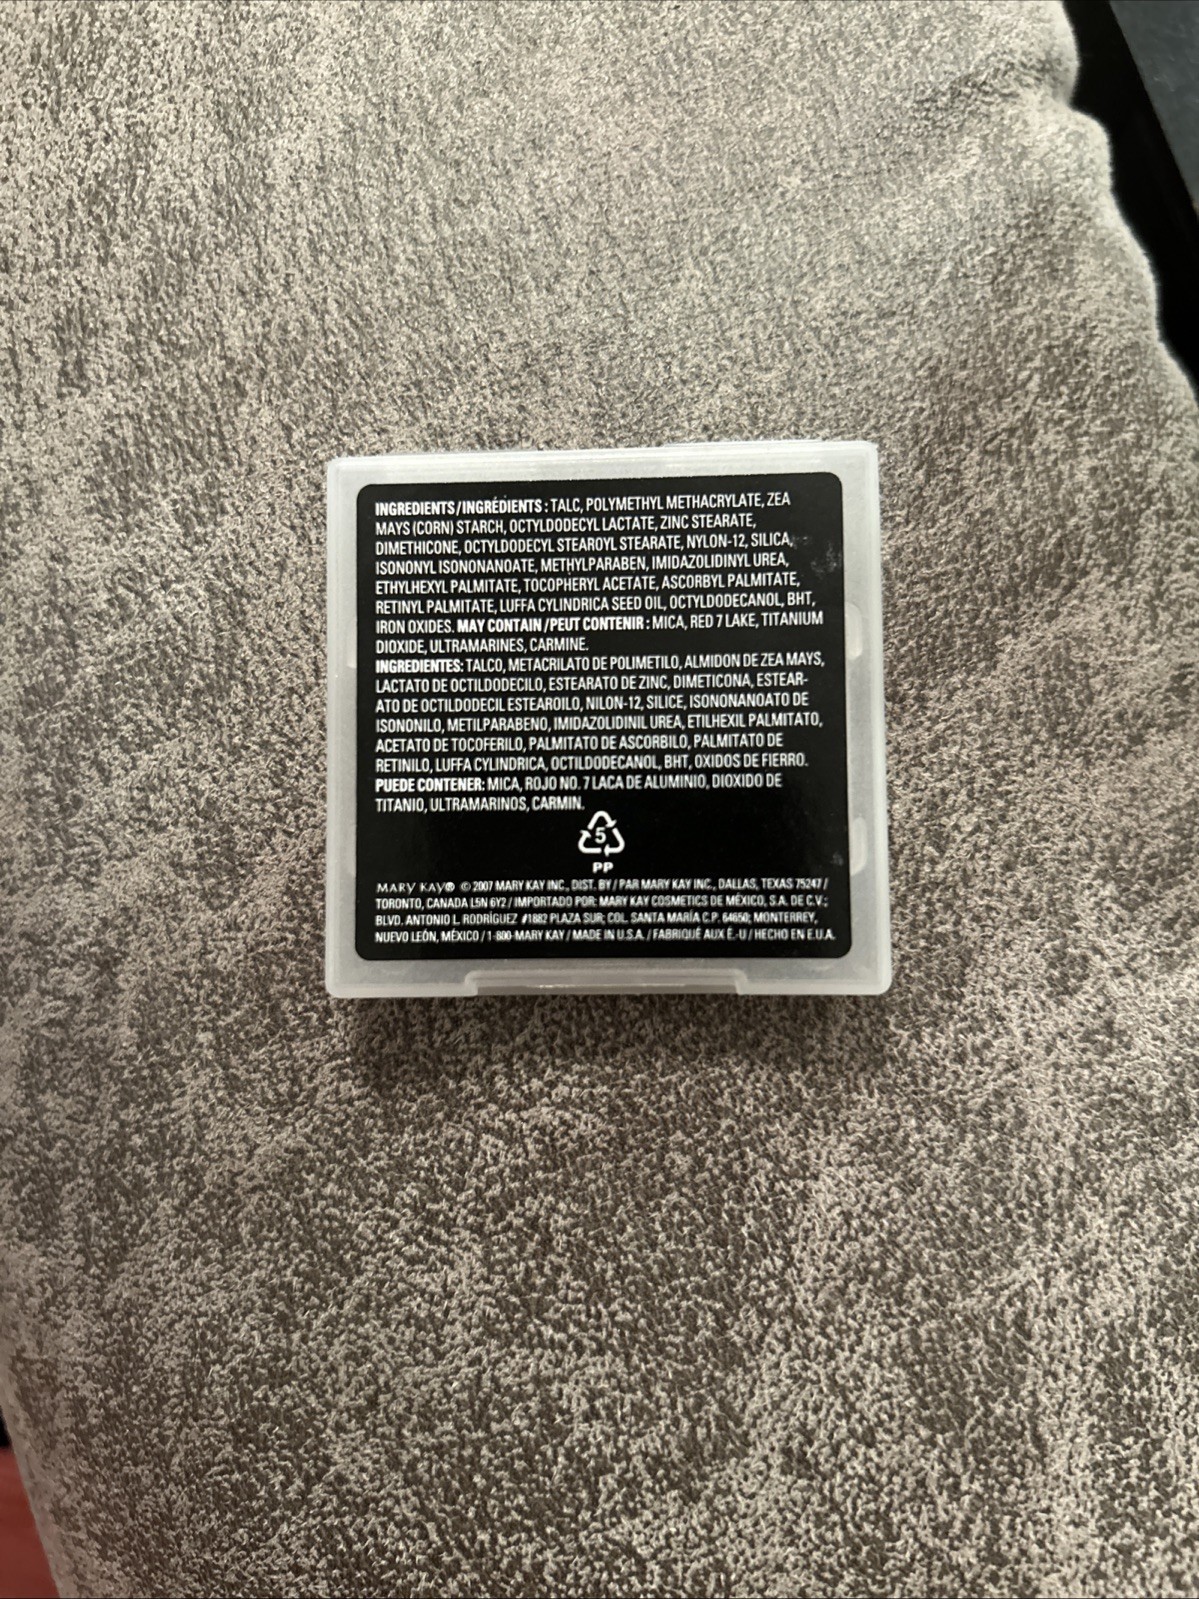 INGREDIENTS/INGRÉDIENTS : TALC, POLYMETHYL METHACRYLATE, ZEA
MAYS (CORN) STARCH, OCTYLDODECYL LACTATE, ZINC STEARATE,
DIMETHICONE, OCTYLDODECYL STEAROYL STEARATE, NYLON-12, SILICA,
ISONONYL ISONONANOATE, METHYLPARABEN, IMIDAZOLIDINYL UREA,
ETHYLHEXYL PALMITATE, TOCOPHERYL ACETATE, ASCORBYL PALMITATE,
RETINYL PALMITATE, LUFFA CYLINDRICA SEED OIL, OCTYLDODECANOL, BHT,
IRON OXIDES. MAY CONTAIN/PEUT CONTENIR : MICA, RED 7 LAKE, TITANIUM
DIOXIDE, ULTRAMARINES, CARMINE.
INGREDIENTES: TALCO, METACRILATO DE POLIMETILO, ALMIDON DE ZEA MAYS,
LACTATO DE OCTILDODECILO, ESTEARATO DE ZINC, DIMETICONA, ESTEAR-
ATO DE OCTILDODECIL ESTEAROILO, NILON-12, SILICE, ISONONANOATO DE
ISONONILO, METILPARABENO, IMIDAZOLIDINIL UREA, ETILHEXIL PALMITATO,
ACETATO DE TOCOFERILO, PALMITATO DE ASCORBILO, PALMITATO DE
RETINILO, LUFFA CYLINDRICA, OCTILDODECANOL, BHT, OXIDOS DE FIERRO.
PUEDE CONTENER: MICA, ROJO NO. 7 LACA DE ALUMINIO, DIOXIDO DE
TITANIO, ULTRAMARINOS, CARMIN.
5
PP
MARY KAY® © 2007 MARY KAY INC., DIST. BY / PAR MARY KAY INC., DALLAS, TEXAS 75247 /
TORONTO, CANADA L5N 6Y2 / IMPORTADO POR: MARY KAY COSMETICS DE MÉXICO, S.A. DE C.V.;
BLVD. ANTONIO L. RODRÍGUEZ #1882 PLAZA SUR; COL. SANTA MARÍA C.P. 64650; MONTERREY,
NUEVO LEÓN, MÉXICO / 1-800-MARY KAY / MADE IN U.S.A. / FABRIQUÉ AUX É.-U / HECHO EN E.U.A.